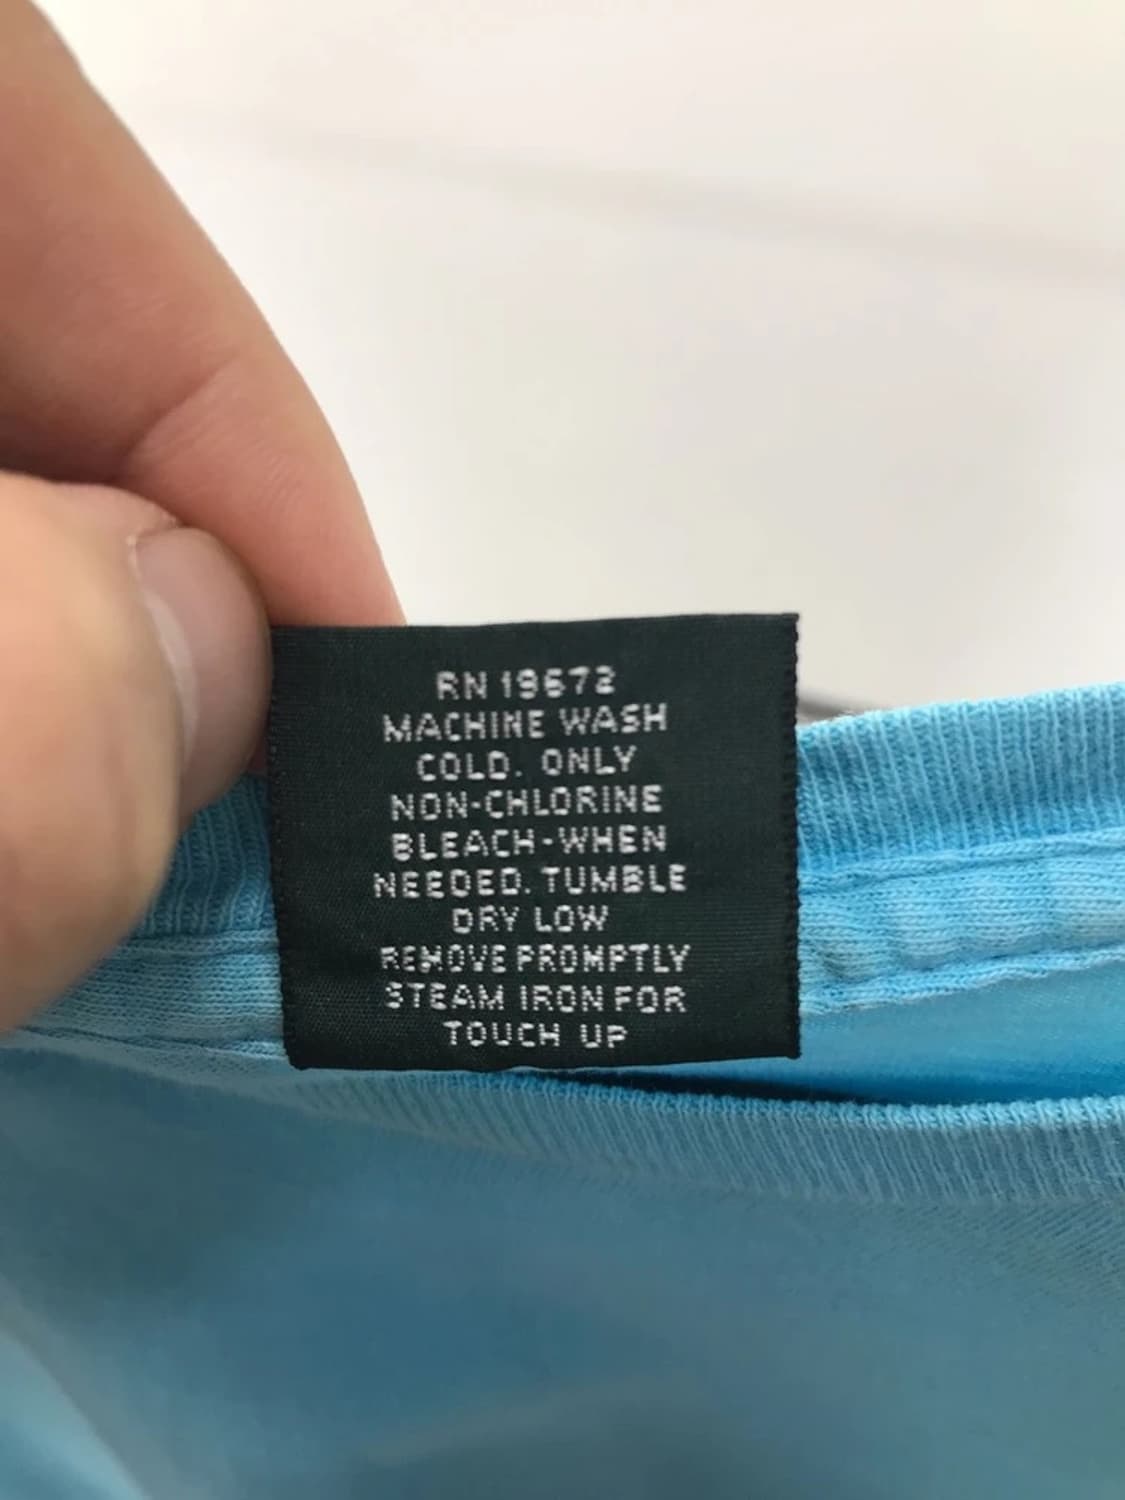 RN 19672
MACHINE WASH
COLD. ONLY
NON-CHLORINE
BLEACH-WHEN
NEEDED. TUMBLE
DRY LOW
REMOVE PROMPTLY
STEAM IRON FOR
TOUCH UP